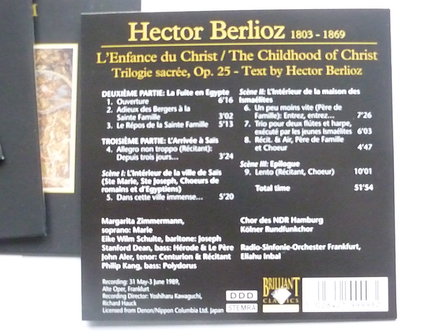 Hector Berlioz 1803 - 1869
L'Enfance du Christ / The Childhood of Christ
Trilogie sacrée, Op. 25 - Text by Hector Berlioz
DEUXIÈME PARTIE: La Fuite en Egypte
1. Ouverture 6'16
2. Adieux des Bergers à la
Sainte Famille 3'02
3. Le Répos de la Sainte Famille 5'13
TROISIÈME PARTIE: L'Arrivée à Saïs
4. Allegro non troppo (Récitant):
Depuis trois jours... 3'24
Scène I: L'Intérieur de la ville de Saïs
(Ste Marie, Ste Joseph, Choeurs de
romains et d'Egyptiens)
5. Dans cette ville immense... 5'20
Scène II: L'Intérieur de la maison des
Ismaélites
6. Un peu moins vite (Père de
Famille): Entrez, entrez... 7'26
7. Trio pour deux flûtes et harpe,
exécuté par les jeunes Ismaélites 6'03
8. Récit. & Air, Père de Famille
et Choeur 4'47
Scène III: Epilogue
9. Lento (Récitant, Choeur) 10'01
Total time 51'54
Margarita Zimmermann,
soprano: Marie
Eike Wilm Schulte, baritone: Joseph
Stanford Dean, bass: Hérode & Le Père
John Aler, tenor: Centurion & Récitant
Philip Kang, bass: Polydorus
Chor des NDR Hamburg
Kölner Rundfunkchor
Radio-Sinfonie-Orchester Frankfurt,
Eliahu Inbal
Recording: 31 May-3 June 1989,
Alte Oper, Frankfurt
Recording Director: Yoshiharu Kawaguchi,
Richard Hauck
Licensed from Denon/Nippon Columbia Ltd. Japan
DDD
STEMRA
BRILLIANT
CLASSICS